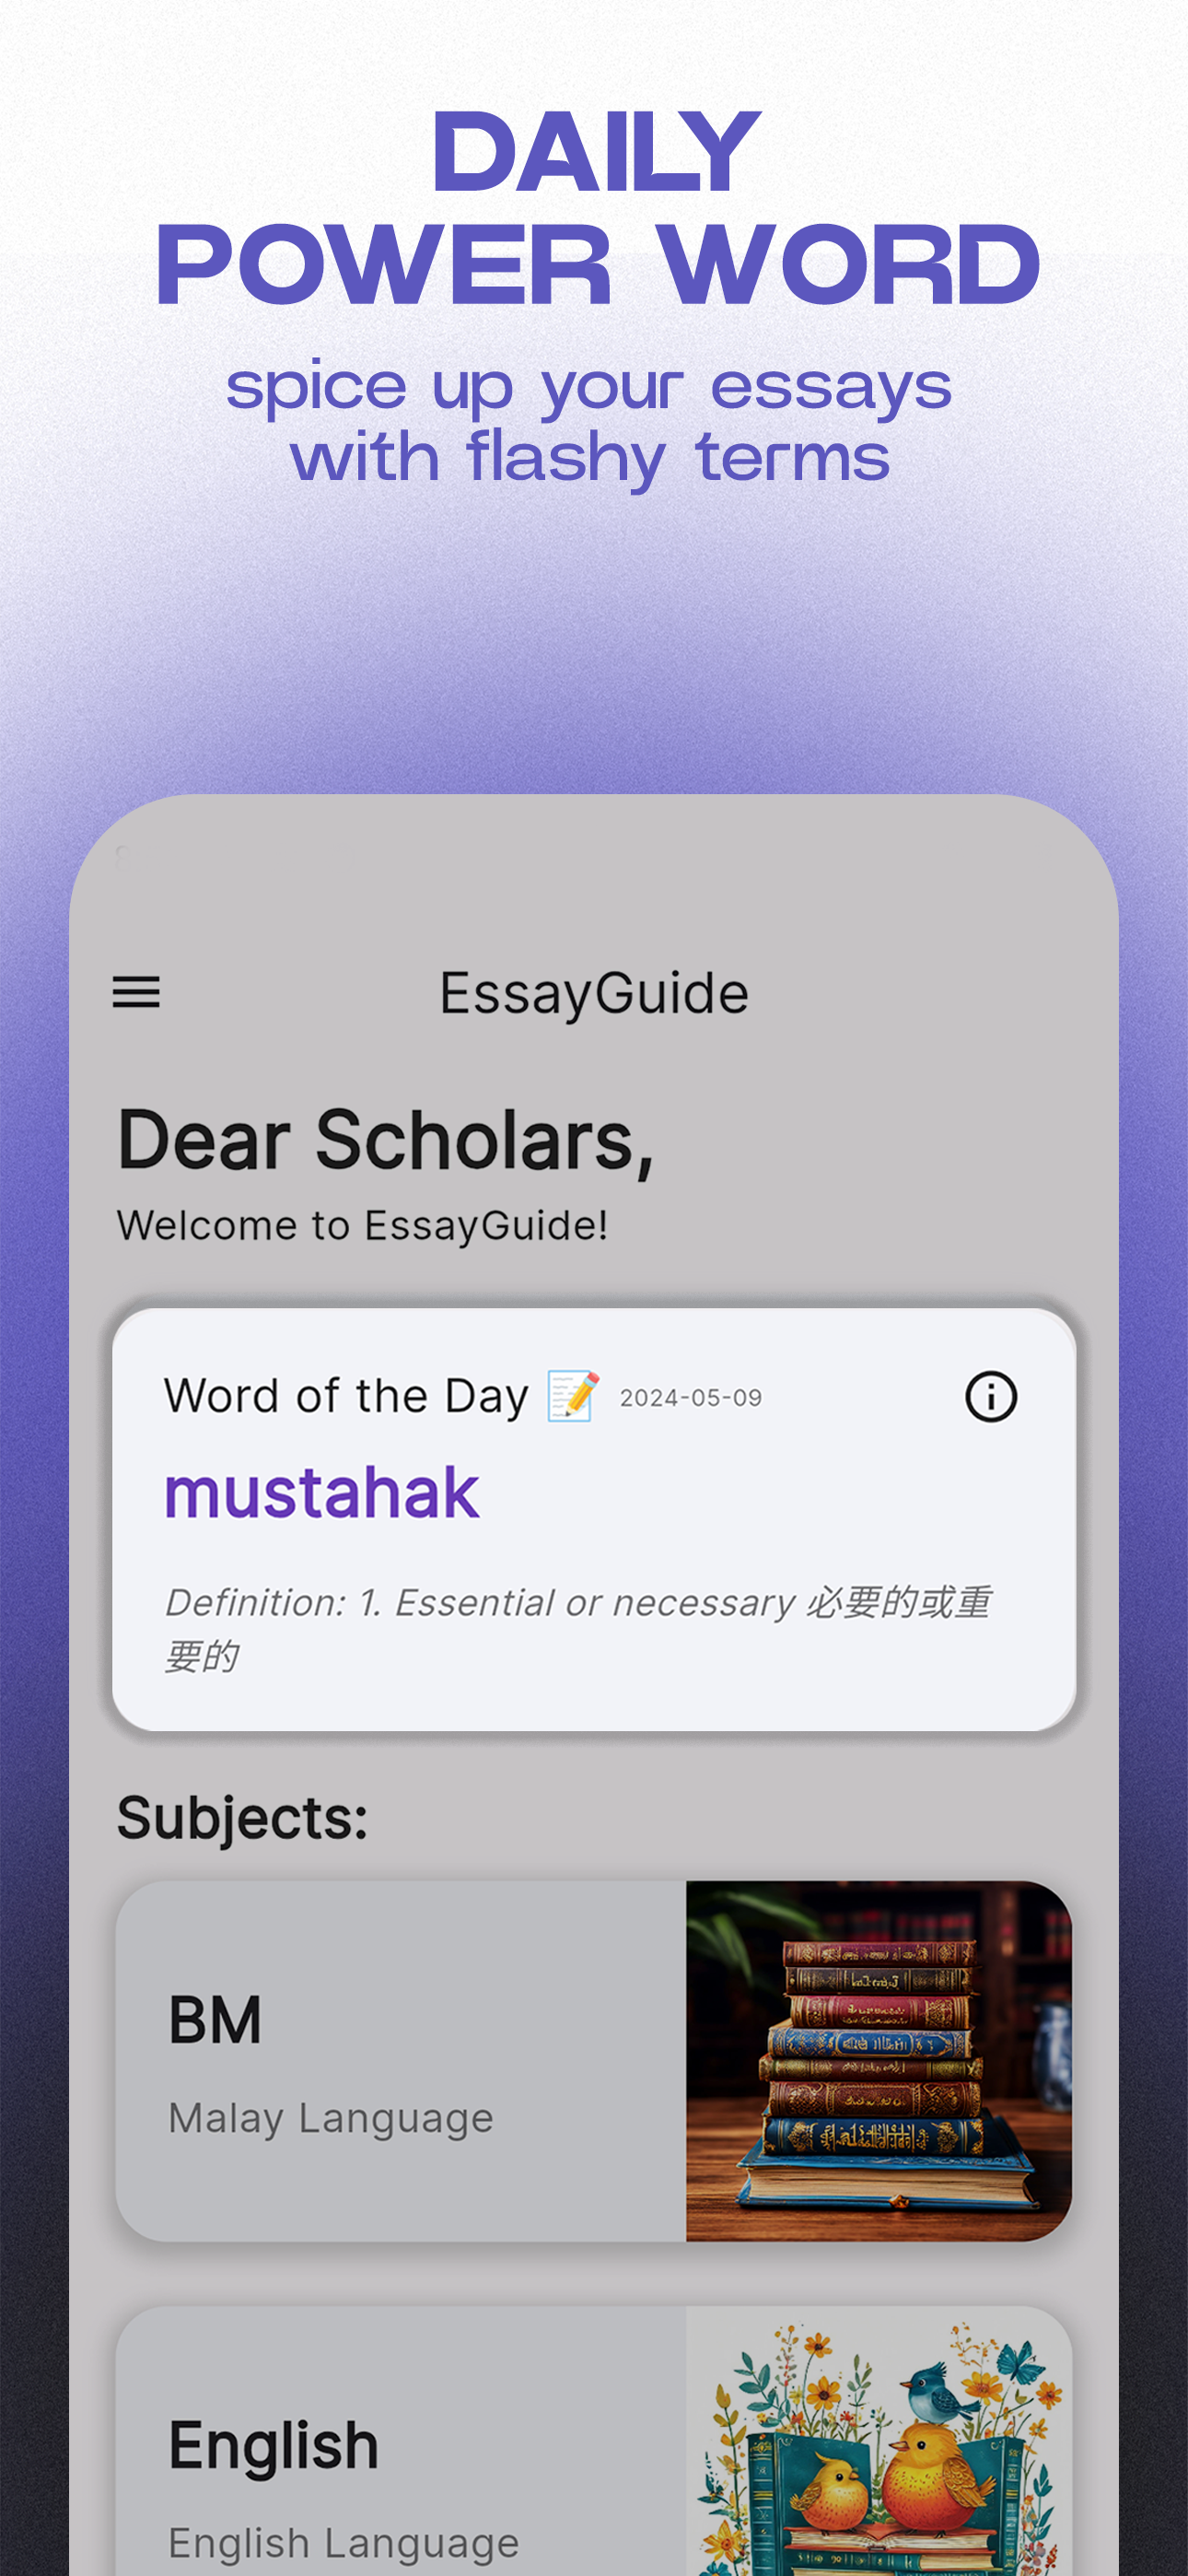 DAILY
POWER WORD
spice up your essays
with flashy terms
EssayGuide
Dear Scholars,
Welcome to EssayGuide!
Word of the Day 📝 2024-05-09
mustahak
Definition: 1. Essential or necessary 必要的或重
要的
Subjects:
BM
Malay Language
English
English Language